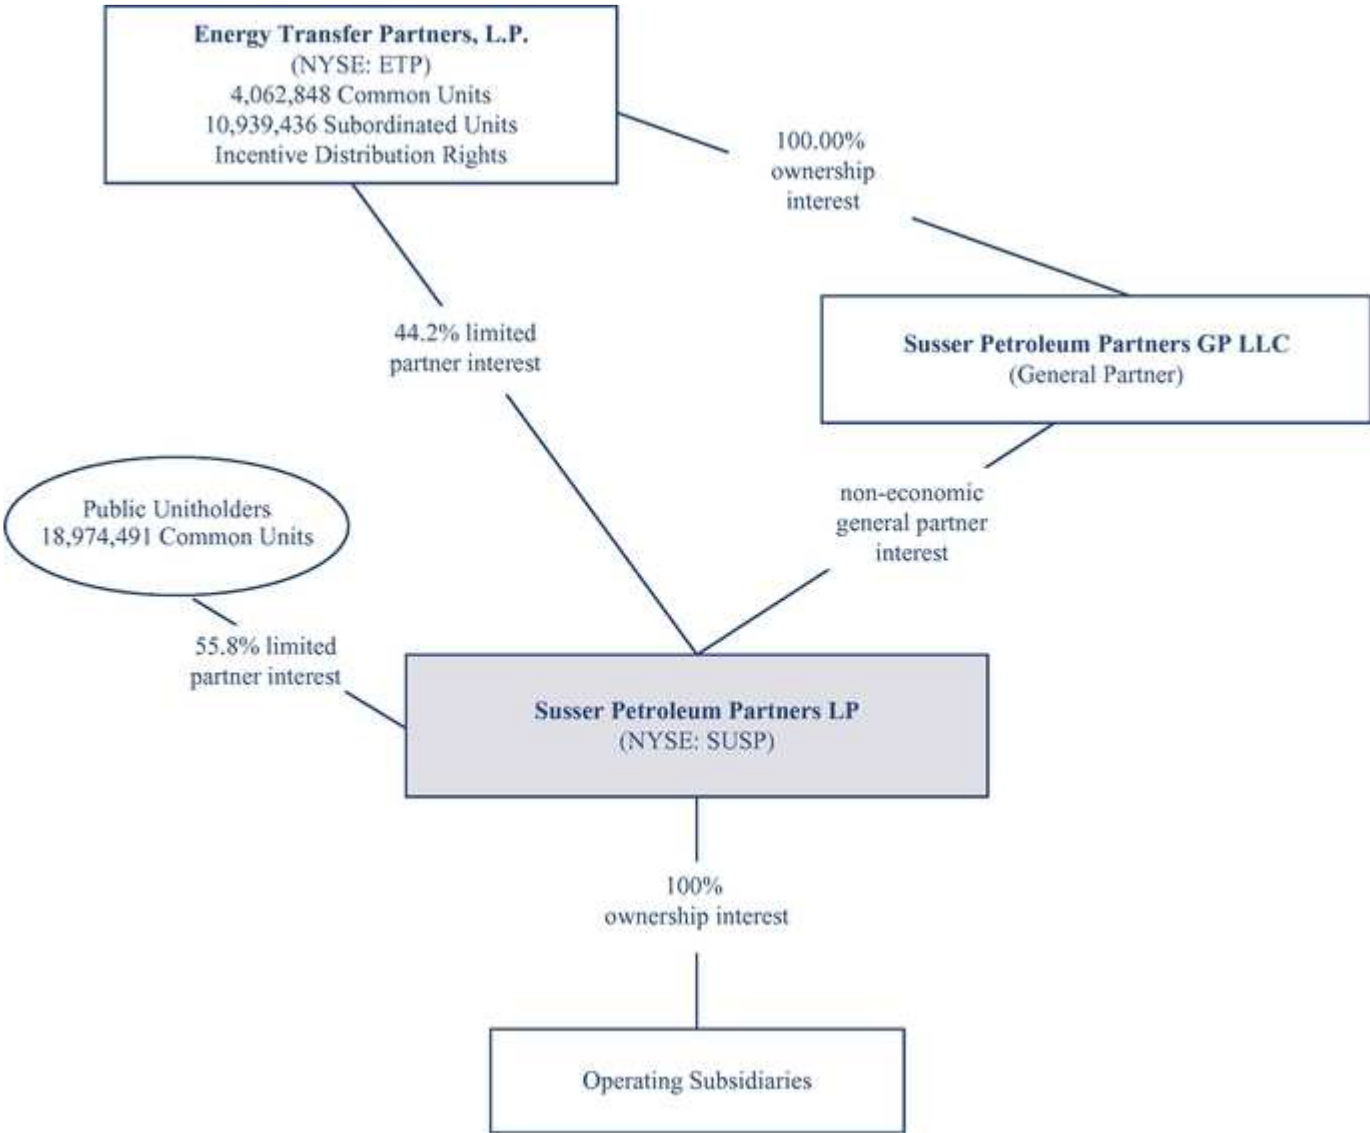 Energy Transfer Partners, L.P.
(NYSE: ETP)
4,062,848 Common Units
10,939,436 Subordinated Units
Incentive Distribution Rights
100.00%
ownership
interest
44.2% limited
partner interest
Susser Petroleum Partners GP LLC
(General Partner)
Public Unitholders
18,974,491 Common Units
non-economic
general partner
interest
55.8% limited
partner interest
Susser Petroleum Partners LP
(NYSE: SUSP)
100%
ownership interest
Operating Subsidiaries